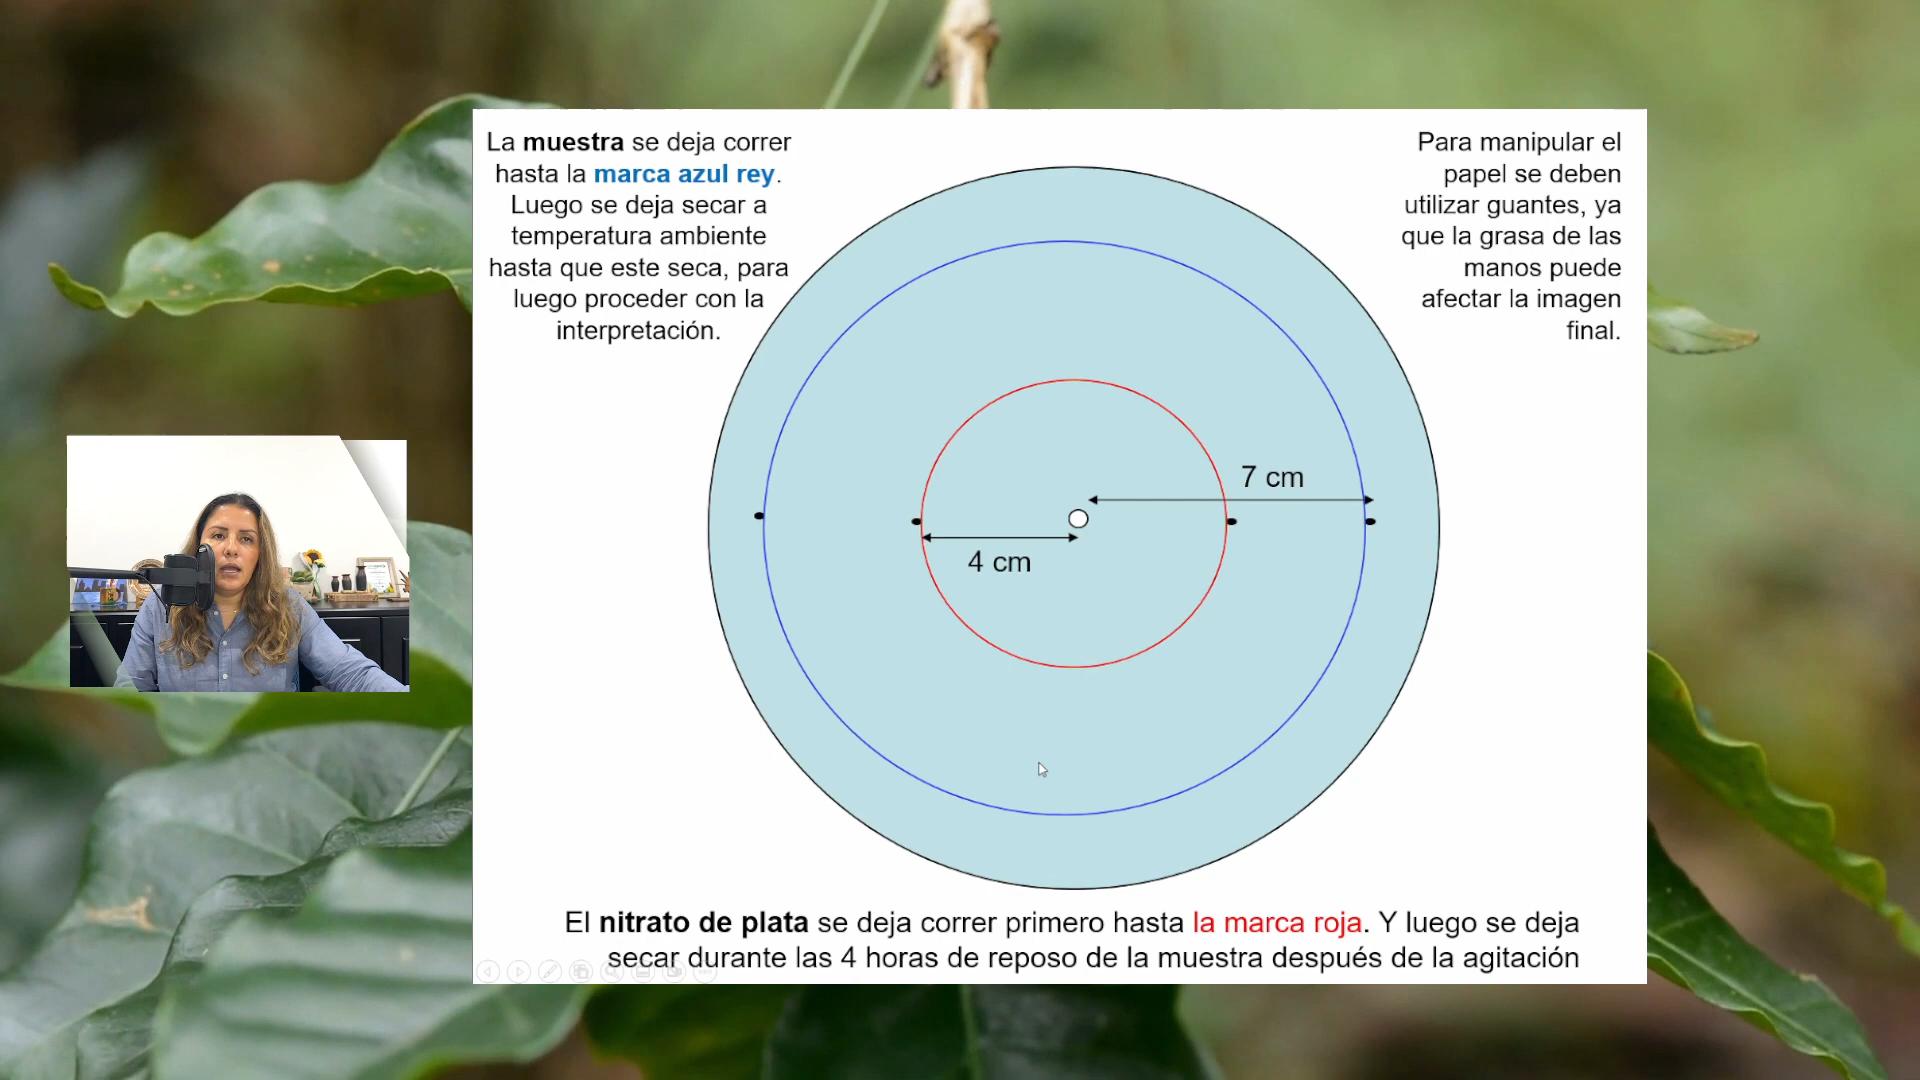 La muestra se deja correr
hasta la marca azul rey.
Luego se deja secar a
temperatura ambiente
hasta que este seca, para
luego proceder con la
interpretación.
Para manipular el
papel se deben
utilizar guantes, ya
que la grasa de las
manos puede
afectar la imagen
final.
7 cm
4 cm
El nitrato de plata se deja correr primero hasta la marca roja. Y luego se deja
secar durante las 4 horas de reposo de la muestra después de la agitación